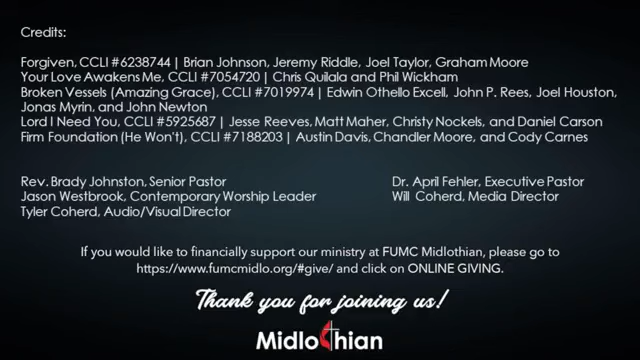 Credits:
Forgiven, CCLI #6238744 | Brian Johnson, Jeremy Riddle, Joel Taylor, Graham Moore
Your Love Awakens Me, CCLI #7054720 | Chris Quilala and Phil Wickham
Broken Vessels (Amazing Grace), CCLI #7019974 | Edwin Othello Excell, John P. Rees, Joel Houston,
Jonas Myrin, and John Newton
Lord I Need You, CCLI #5925687 | Jesse Reeves, Matt Maher, Christy Nockels, and Daniel Carson
Firm Foundation (He Won't), CCLI #7188203 | Austin Davis, Chandler Moore, and Cody Carnes
Rev. Brady Johnston, Senior Pastor
Jason Westbrook, Contemporary Worship Leader
Tyler Coherd, Audio/Visual Director
Dr. April Fehler, Executive Pastor
Will Coherd, Media Director
If you would like to financially support our ministry at FUMC Midlothian, please go to
https://www.fumcmidlo.org/#give/ and click on ONLINE GIVING.
Thank you for joining us!
Midlothian